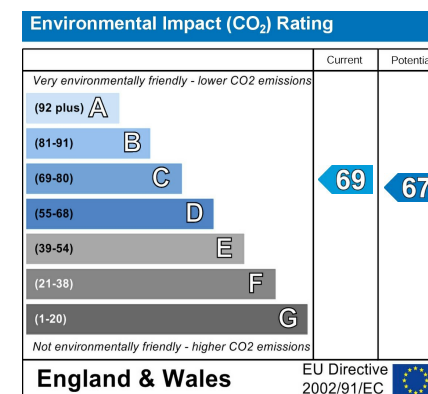 Environmental Impact (CO₂) Rating
Current
Potentia
Very environmentally friendly - lower CO2 emissions
(92 plus) A
(81-91) B
(69-80) C
69
67
(55-68) D
(39-54) E
(21-38) F
(1-20) G
Not environmentally friendly - higher CO2 emissions
England & Wales
EU Directive
2002/91/EC